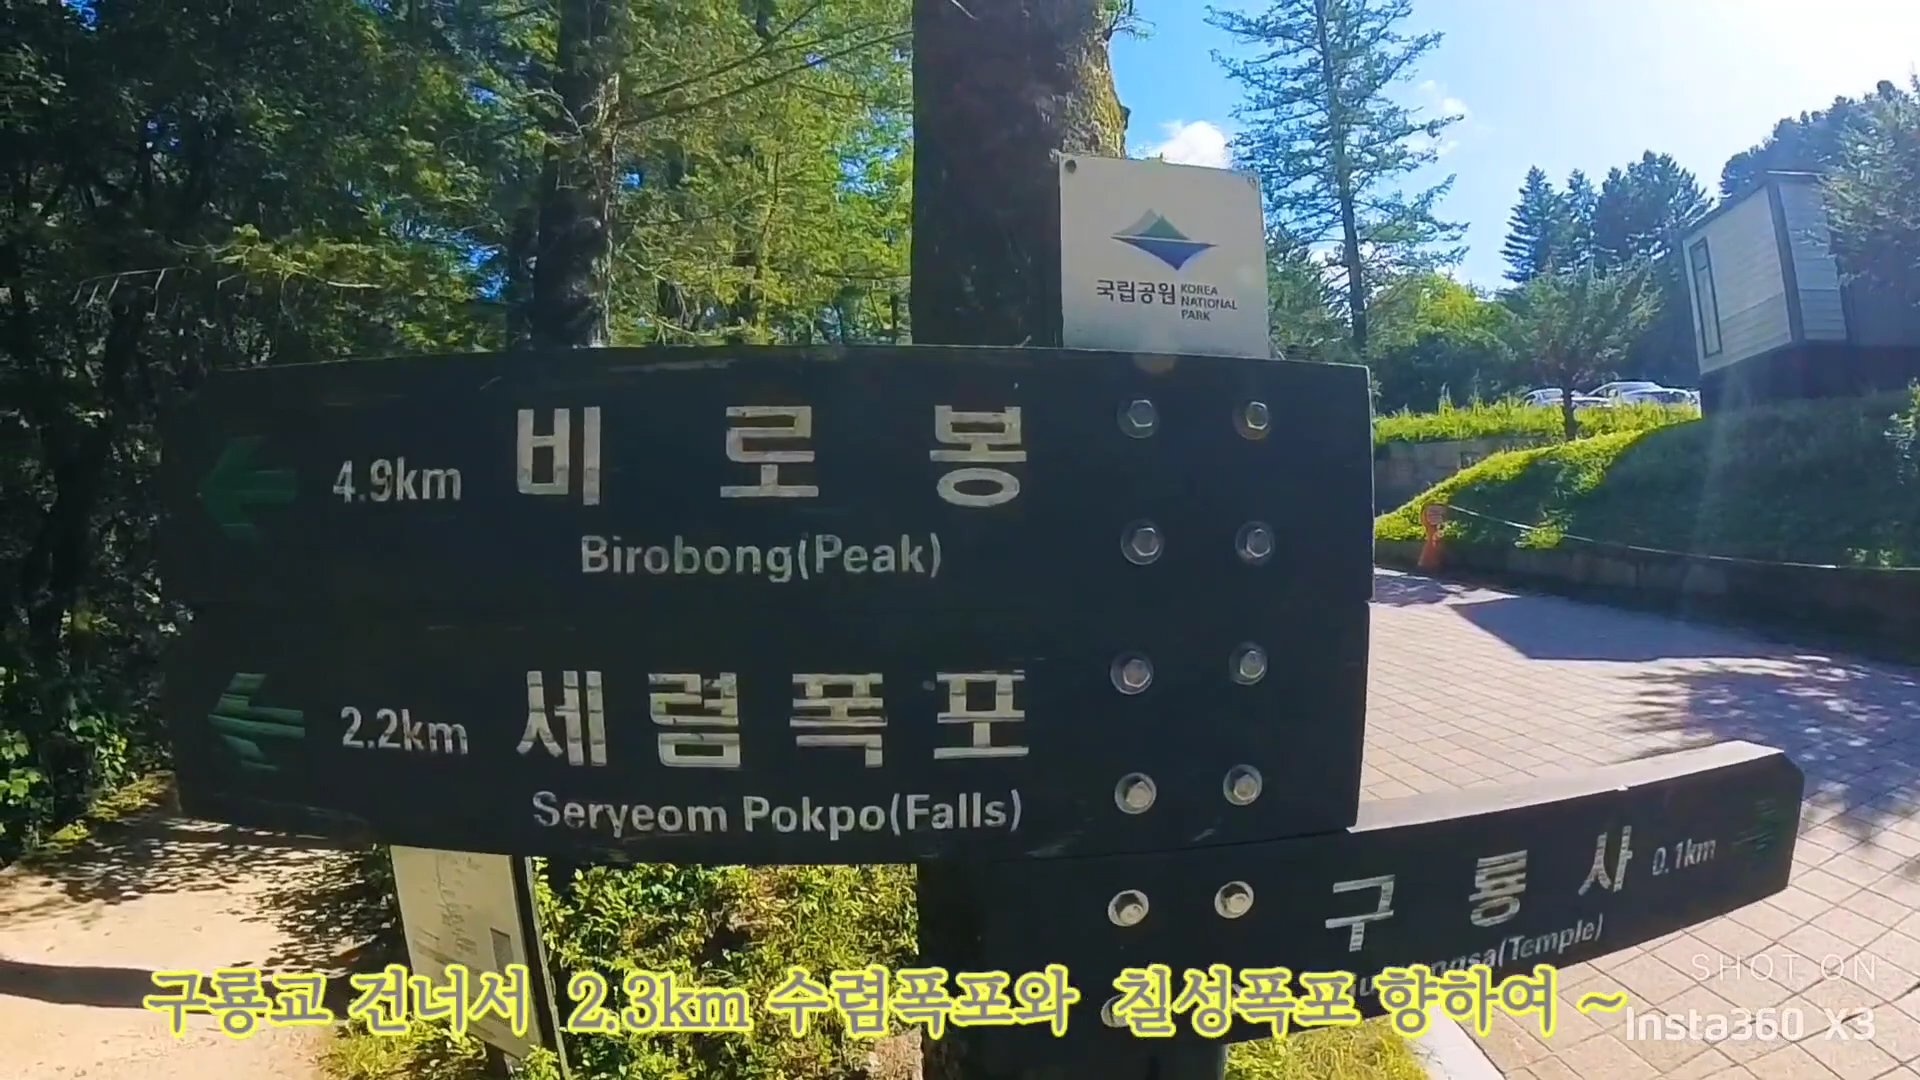 국립공원 KOREA
NATIONAL
PARK
4.9km 비로봉
Birobong(Peak)
2.2km 세렴폭포
Seryeom Pokpo(Falls)
구룡사 0.1km
(Temple)
구룡교 건너서 2.3km 수렴폭포와 칠성폭포 향하여 ~
SHOT ON
Insta360 X3